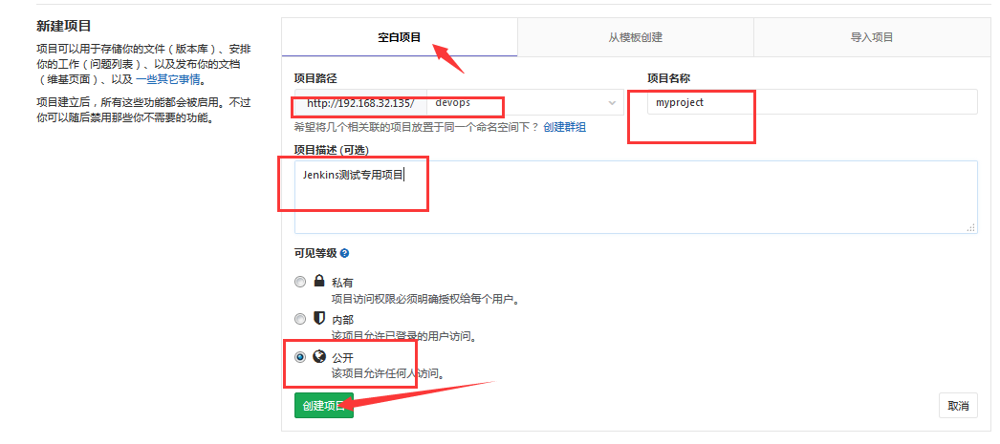 新建项目
项目可以用于存储你的文件（版本库）、安排
你的工作（问题列表）、以及发布你的文档
（维基页面）、以及 一些其它事情。
项目建立后，所有这些功能都会被启用。不过
你可以随后禁用那些你不需要的功能。
空白项目
从模板创建
导入项目
项目路径
项目名称
http://192.168.32.135/
devops
myproject
希望将几个相关联的项目放置于同一个命名空间下？ 创建群组
项目描述 (可选)
Jenkins测试专用项目
可见等级
私有
项目访问权限必须明确授权给每个用户。
内部
该项目允许已登录的用户访问。
公开
该项目允许任何人访问。
创建项目
取消